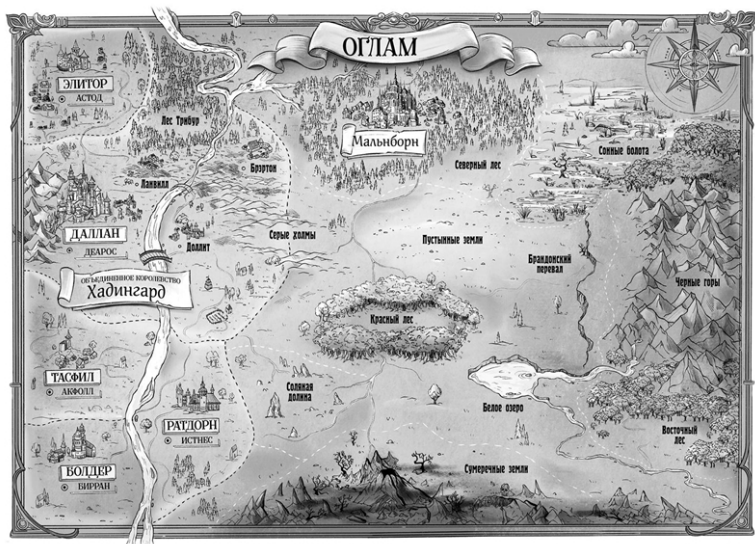 ОГЛАМ
ЭЛИТОР
АСТОД
Лес Трибур
Мальнборн
Северный лес
Сонные болота
Ланвилл
Брэртон
ДАЛЛАН
ДЕАРОС
Доллит
Серые холмы
Пустынные земли
Брандонский
перевал
Черные горы
ОБЪЕДИНЕННОЕ КОРОЛЕВСТВО
Хадингард
Красный лес
ТАСФИЛ
АКФОЛЛ
Соляная
долина
Белое озеро
РАТДОРН
ИСТНЕС
Восточный
лес
БОЛДЕР
БИРРАН
Сумеречные земли